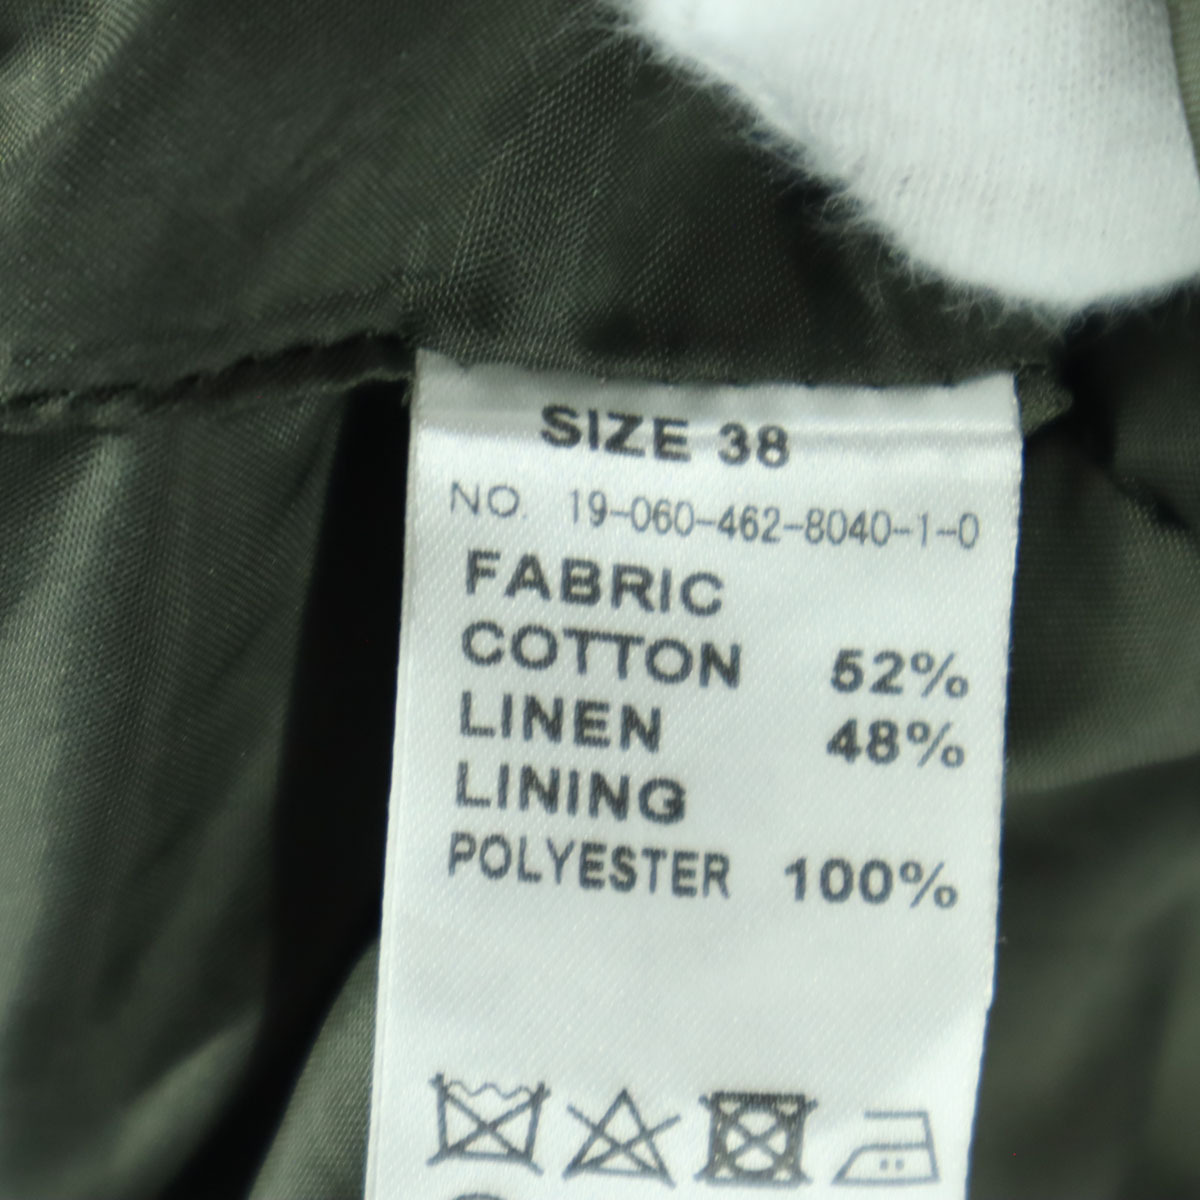 SIZE 38
NO. 19-060-462-8040-1-0
FABRIC
COTTON 52%
LINEN 48%
LINING
POLYESTER 100%